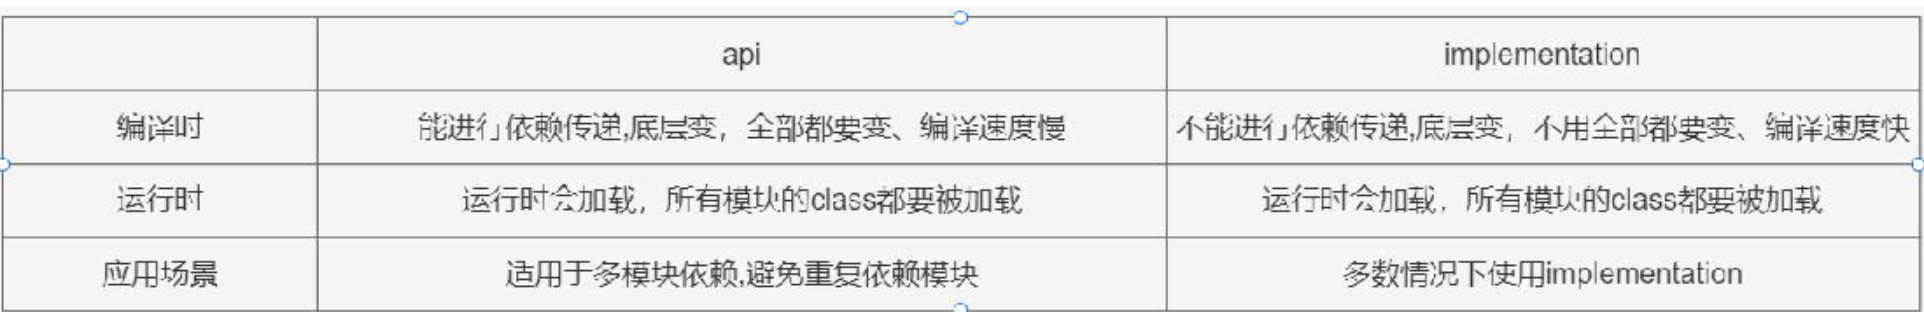 api
implementation
编译时
能进行依赖传递,底层变，全部都要变、编译速度慢
不能进行依赖传递,底层变，不用全部都要变、编译速度快
运行时
运行时会加载，所有模块的class都要被加载
运行时会加载，所有模块的class都要被加载
应用场景
适用于多模块依赖,避免重复依赖模块
多数情况下使用implementation